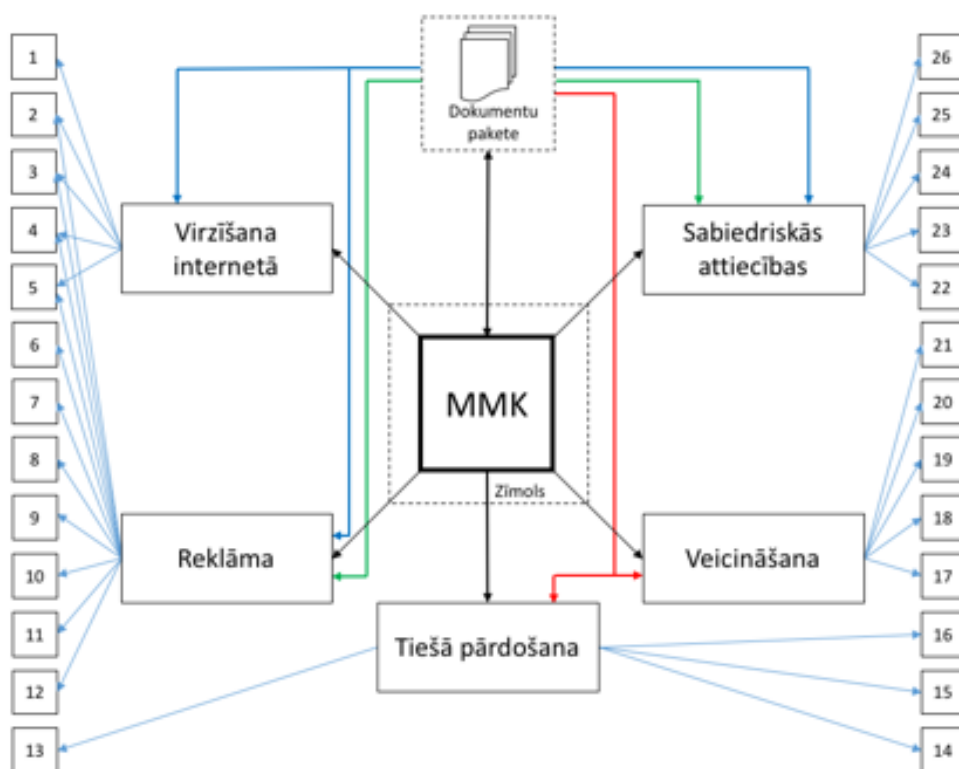 1
2
3
4
5
6
7
8
9
10
11
12
13
Dokumentu
pakete
Virzīšana
internetā
Sabiedriskās
attiecības
MMK
Zīmols
Reklāma
Veicināšana
Tiešā pārdošana
26
25
24
23
22
21
20
19
18
17
16
15
14